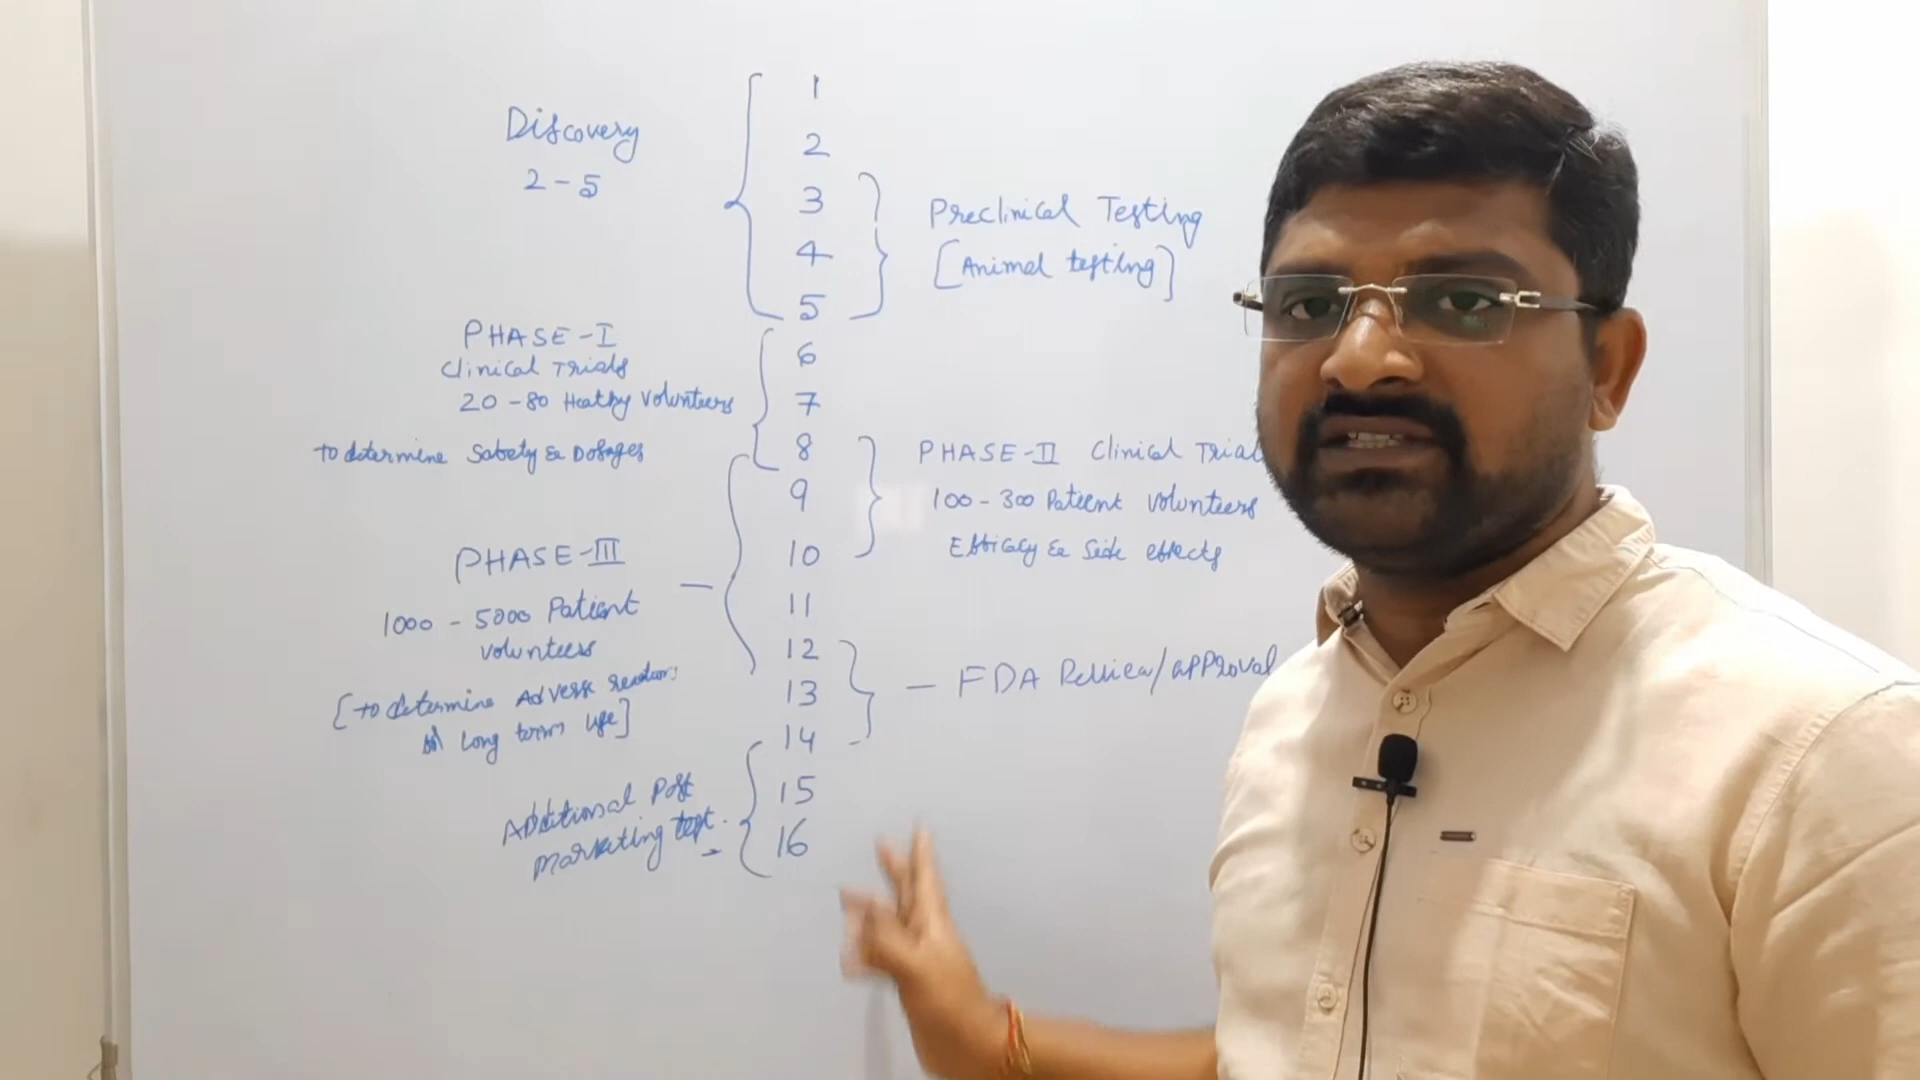 Discovery
2-5
1
2
3
4
5
6
7
8
9
10
11
12
13
14
15
16
Preclinical Testing
[Animal testing]
PHASE-I
Clinical Trials
20-80 Heathy Volunteers
to determine Safety & Dosages
PHASE-II Clinical Trial
100-300 Patient Volunteers
Efficacy & Side effects
PHASE-III
1000-5000 Patient
volunteers
[to determine Adverse reactions
Long term use]
- FDA Review/approval
Additional Post
marketing test.